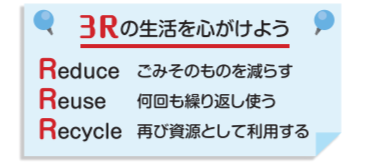 3Rの生活を心がけよう
Reduce ごみそのものを減らす
Reuse 何回も繰り返し使う
Recycle 再び資源として利用する